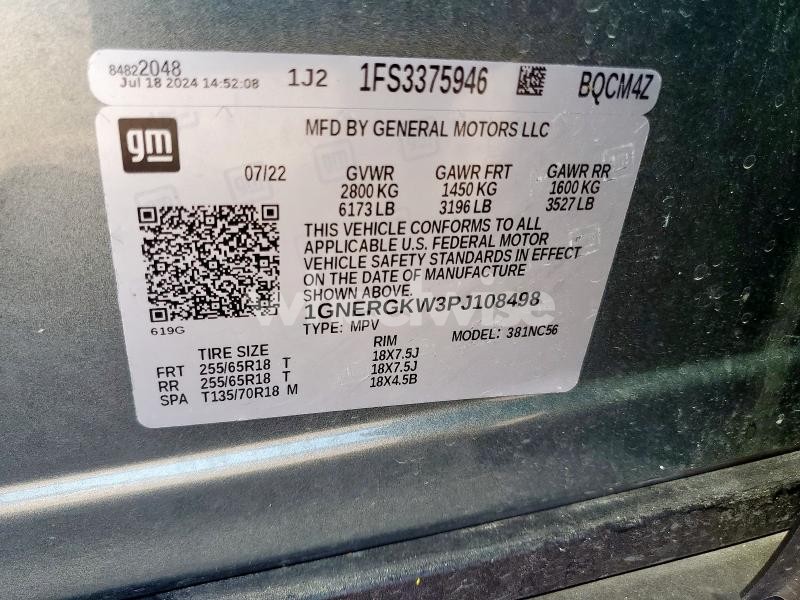 84822048
Jul 18 2024 14:52:08 1J2 1FS3375946 BQCM4Z
gm
MFD BY GENERAL MOTORS LLC
07/22 GVWR GAWR FRT GAWR RR
2800 KG 1450 KG 1600 KG
6173 LB 3196 LB 3527 LB
THIS VEHICLE CONFORMS TO ALL
APPLICABLE U.S. FEDERAL MOTOR
VEHICLE SAFETY STANDARDS IN EFFECT
ON THE DATE OF MANUFACTURE
SHOWN ABOVE.
1GNERGKW3PJ108498
619G TYPE: MPV MODEL: 381NC56
TIRE SIZE RIM
FRT 255/65R18 T 18X7.5J
RR 255/65R18 T 18X7.5J
SPA T135/70R18 M 18X4.5B